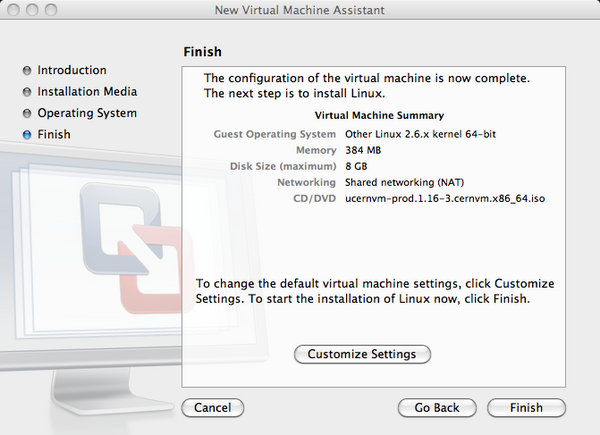 New Virtual Machine Assistant
Finish
Introduction
Installation Media
Operating System
Finish
The configuration of the virtual machine is now complete.
The next step is to install Linux.
Virtual Machine Summary
Guest Operating System Other Linux 2.6.x kernel 64-bit
Memory 384 MB
Disk Size (maximum) 8 GB
Networking Shared networking (NAT)
CD/DVD ucernvm-prod.1.16-3.cernvm.x86_64.iso
To change the default virtual machine settings, click Customize
Settings. To start the installation of Linux now, click Finish.
Customize Settings
Cancel
Go Back
Finish